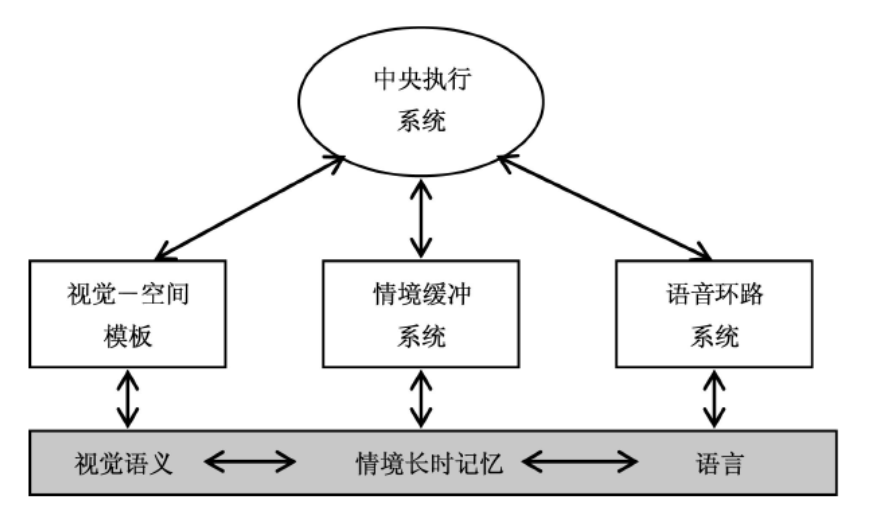 中央执行
系统
视觉－空间
模板
情境缓冲
系统
语音环路
系统
视觉语义
情境长时记忆
语言